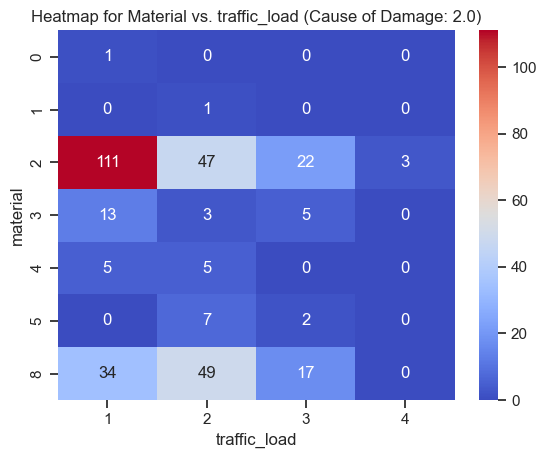 Heatmap for Material vs. traffic_load (Cause of Damage: 2.0)
0 1 0 0 0
1 0 1 0 0
2 111 47 22 3
3 13 3 5 0
4 5 5 0 0
5 0 7 2 0
8 34 49 17 0
material
1 2 3 4
traffic_load
100
80
60
40
20
0